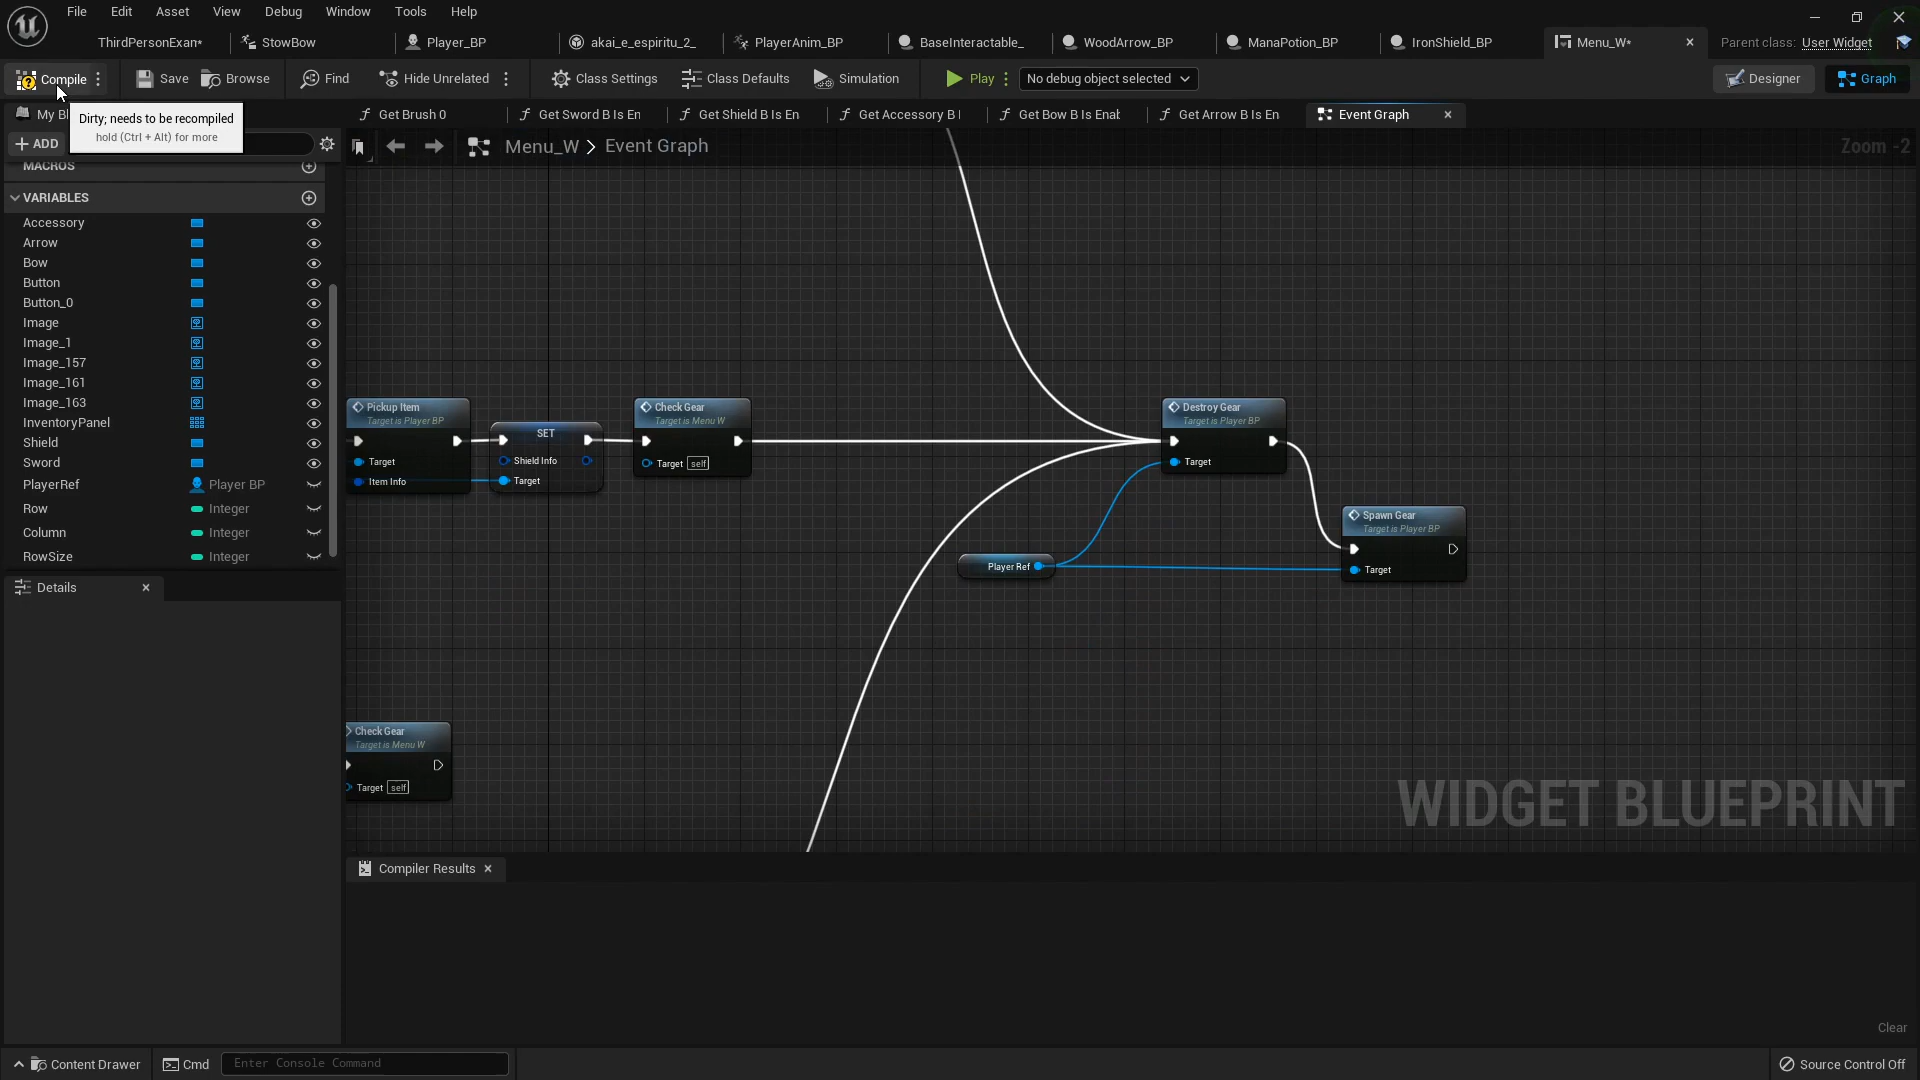 File Edit Asset View Debug Window Tools Help
ThirdPersonExan* StowBow Player_BP akai_e_espiritu_2_ PlayerAnim_BP BaseInteractable_ WoodArrow_BP ManaPotion_BP IronShield_BP Menu_W* Parent class: User Widget
Compile Save Browse Find Hide Unrelated Class Settings Class Defaults Simulation Play No debug object selected Designer Graph
My Bl Get Brush 0 Get Sword B Is En Get Shield B Is En Get Accessory B I Get Bow B Is Enat Get Arrow B Is En Event Graph
Dirty; needs to be recompiled
hold (Ctrl + Alt) for more
ADD
Menu_W > Event Graph
Zoom -2
MACROS
VARIABLES
Accessory
Arrow
Bow
Button
Button_0
Image
Image_1
Image_157
Image_161
Image_163
InventoryPanel
Shield
Sword
PlayerRef Player BP
Row Integer
Column Integer
RowSize Integer
Details
Pickup Item
Target is Player BP
Target
Item Info
SET
Shield Info
Target
Check Gear
Target is Menu W
Target self
Destroy Gear
Target is Player BP
Target
Player Ref
Spawn Gear
Target is Player BP
Target
Check Gear
Target is Menu W
Target self
WIDGET BLUEPRINT
Compiler Results
Clear
Content Drawer Cmd Enter Console Command Source Control Off